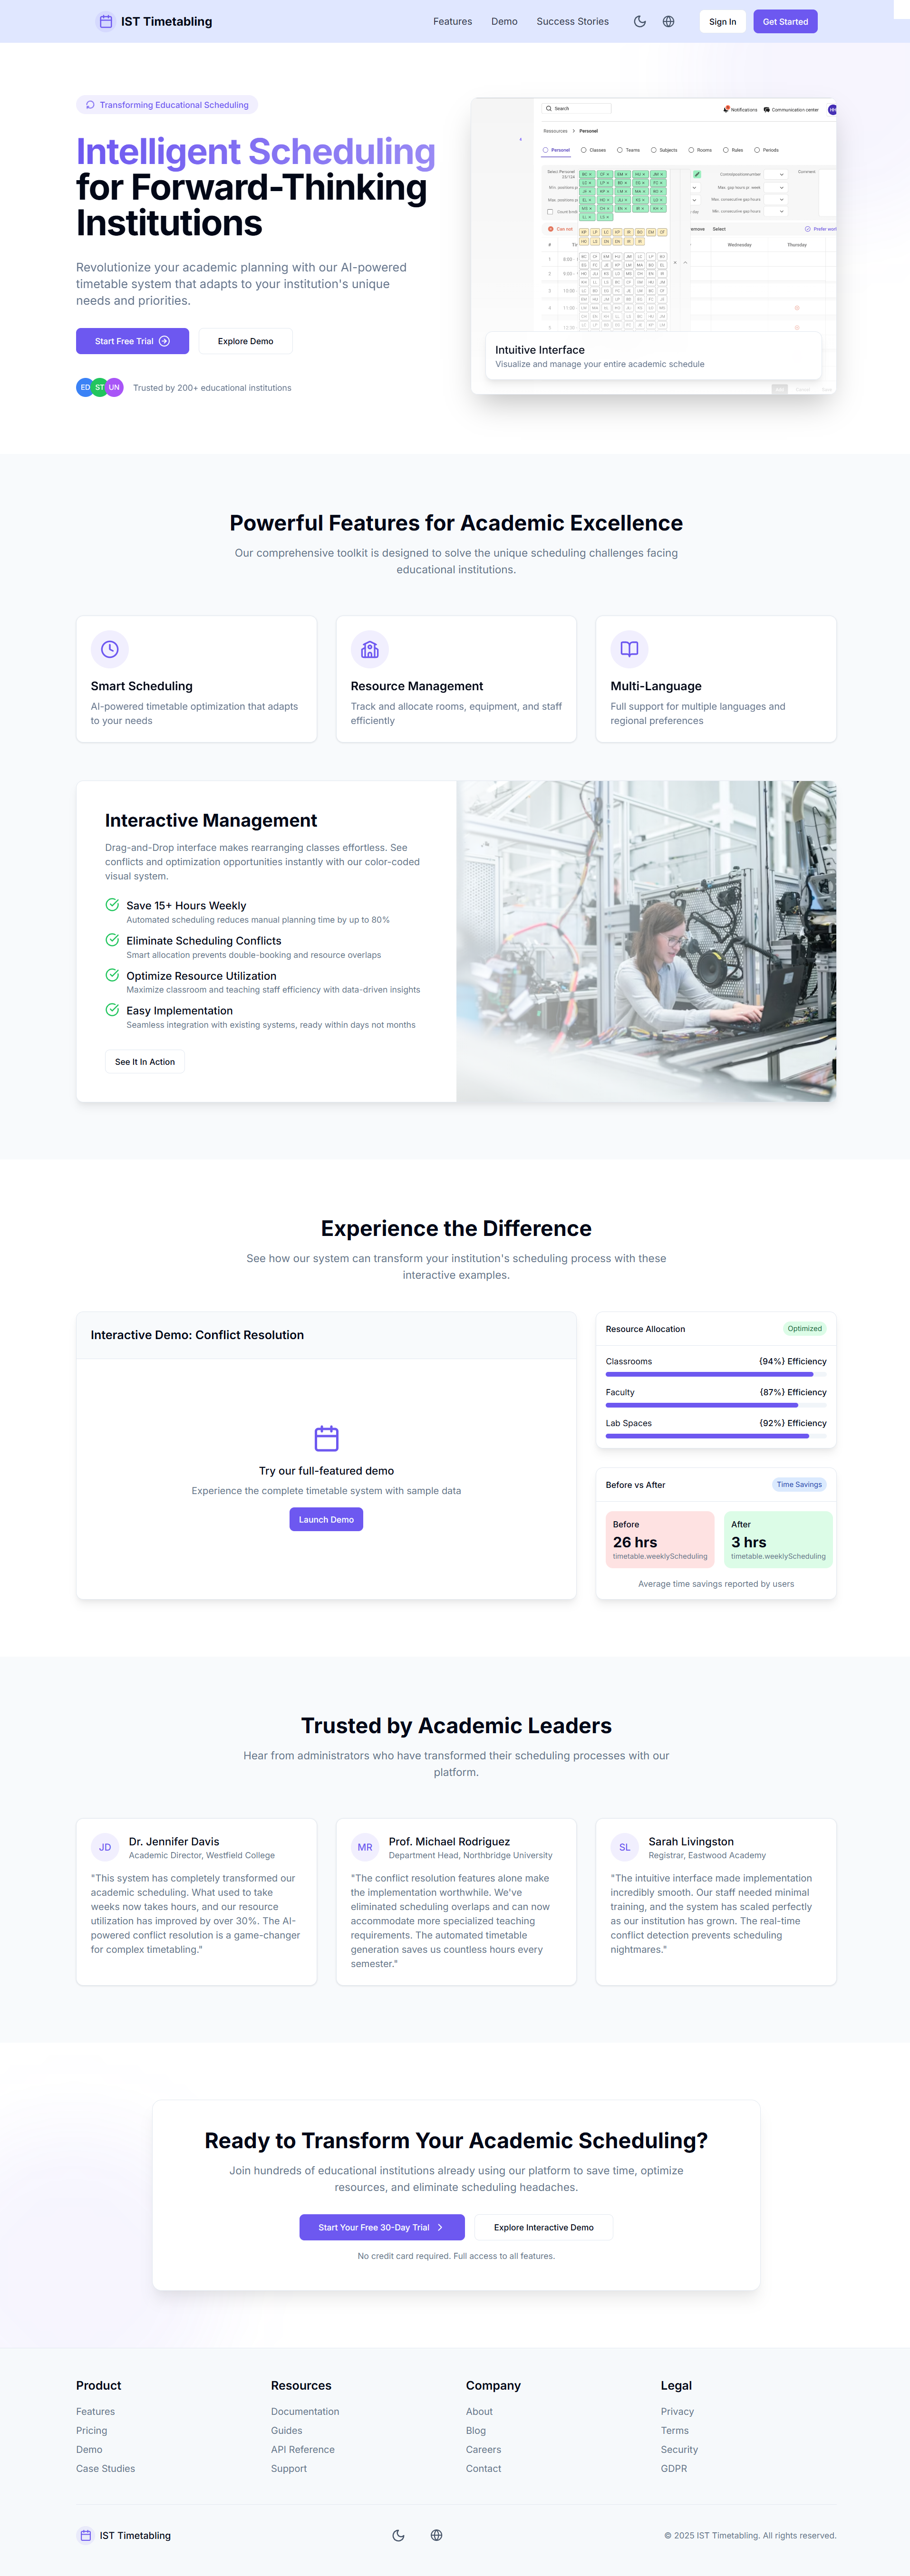 IST Timetabling
Features
Demo
Success Stories
Sign In
Get Started
Transforming Educational Scheduling
Intelligent Scheduling
for Forward-Thinking
Institutions
Revolutionize your academic planning with our AI-powered
timetable system that adapts to your institution's unique
needs and priorities.
Start Free Trial
Explore Demo
ED ST UN
Trusted by 200+ educational institutions
Search
Notifications
Communication center
Ressources > Personel
Personel
Classes
Teams
Subjects
Rooms
Rules
Periods
Wednesday
Thursday
Intuitive Interface
Visualize and manage your entire academic schedule
Powerful Features for Academic Excellence
Our comprehensive toolkit is designed to solve the unique scheduling challenges facing
educational institutions.
Smart Scheduling
AI-powered timetable optimization that adapts
to your needs
Resource Management
Track and allocate rooms, equipment, and staff
efficiently
Multi-Language
Full support for multiple languages and
regional preferences
Interactive Management
Drag-and-Drop interface makes rearranging classes effortless. See
conflicts and optimization opportunities instantly with our color-coded
visual system.
Save 15+ Hours Weekly
Automated scheduling reduces manual planning time by up to 80%
Eliminate Scheduling Conflicts
Smart allocation prevents double-booking and resource overlaps
Optimize Resource Utilization
Maximize classroom and teaching staff efficiency with data-driven insights
Easy Implementation
Seamless integration with existing systems, ready within days not months
See It In Action
Experience the Difference
See how our system can transform your institution's scheduling process with these
interactive examples.
Interactive Demo: Conflict Resolution
Try our full-featured demo
Experience the complete timetable system with sample data
Launch Demo
Resource Allocation
Optimized
Classrooms
{94%} Efficiency
Faculty
{87%} Efficiency
Lab Spaces
{92%} Efficiency
Before vs After
Time Savings
Before
26 hrs
timetable.weeklyScheduling
After
3 hrs
timetable.weeklyScheduling
Average time savings reported by users
Trusted by Academic Leaders
Hear from administrators who have transformed their scheduling processes with our
platform.
JD
Dr. Jennifer Davis
Academic Director, Westfield College
"This system has completely transformed our
academic scheduling. What used to take
weeks now takes hours, and our resource
utilization has improved by over 30%. The AI-
powered conflict resolution is a game-changer
for complex timetabling."
MR
Prof. Michael Rodriguez
Department Head, Northbridge University
"The conflict resolution features alone make
the implementation worthwhile. We've
eliminated scheduling overlaps and can now
accommodate more specialized teaching
requirements. The automated timetable
generation saves us countless hours every
semester."
SL
Sarah Livingston
Registrar, Eastwood Academy
"The intuitive interface made implementation
incredibly smooth. Our staff needed minimal
training, and the system has scaled perfectly
as our institution has grown. The real-time
conflict detection prevents scheduling
nightmares."
Ready to Transform Your Academic Scheduling?
Join hundreds of educational institutions already using our platform to save time, optimize
resources, and eliminate scheduling headaches.
Start Your Free 30-Day Trial
Explore Interactive Demo
No credit card required. Full access to all features.
Product
Features
Pricing
Demo
Case Studies
Resources
Documentation
Guides
API Reference
Support
Company
About
Blog
Careers
Contact
Legal
Privacy
Terms
Security
GDPR
IST Timetabling
© 2025 IST Timetabling. All rights reserved.